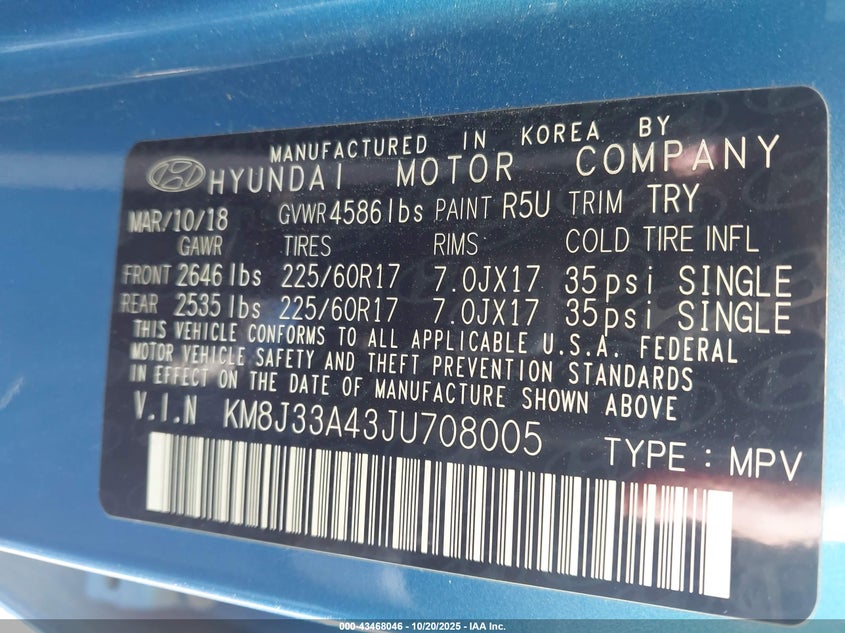 MANUFACTURED IN KOREA BY
HYUNDAI MOTOR COMPANY
MAR/10/18 GVWR 4586 lbs PAINT R5U TRIM TRY
GAWR TIRES RIMS COLD TIRE INFL
FRONT 2646 lbs 225/60R17 7.0JX17 35psi SINGLE
REAR 2535 lbs 225/60R17 7.0JX17 35psi SINGLE
THIS VEHICLE CONFORMS TO ALL APPLICABLE U.S.A. FEDERAL
MOTOR VEHICLE SAFETY AND THEFT PREVENTION STANDARDS
IN EFFECT ON THE DATE OF MANUFACTURE SHOWN ABOVE
V.I.N KM8J33A43JU708005 TYPE : MPV
000-43468046 - 10/20/2025 - IAA Inc.